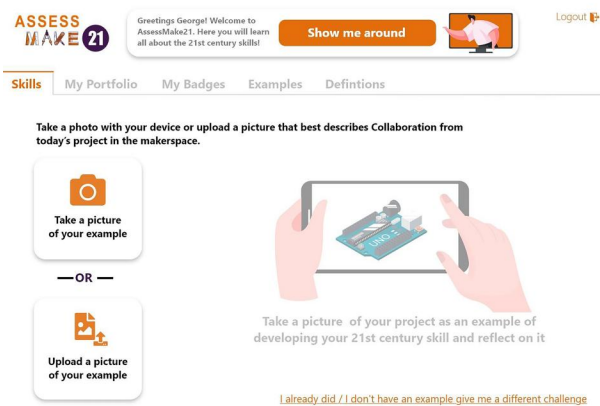 ASSESS
MAKE 21
Greetings George! Welcome to
AssessMake21. Here you will learn
all about the 21st century skills!
Show me around
Logout
Skills My Portfolio My Badges Examples Defintions
Take a photo with your device or upload a picture that best describes Collaboration from
today's project in the makerspace.
Take a picture
of your example
OR
Upload a picture
of your example
UNO
Take a picture of your project as an example of
developing your 21st century skill and reflect on it
I already did / I don't have an example give me a different challenge